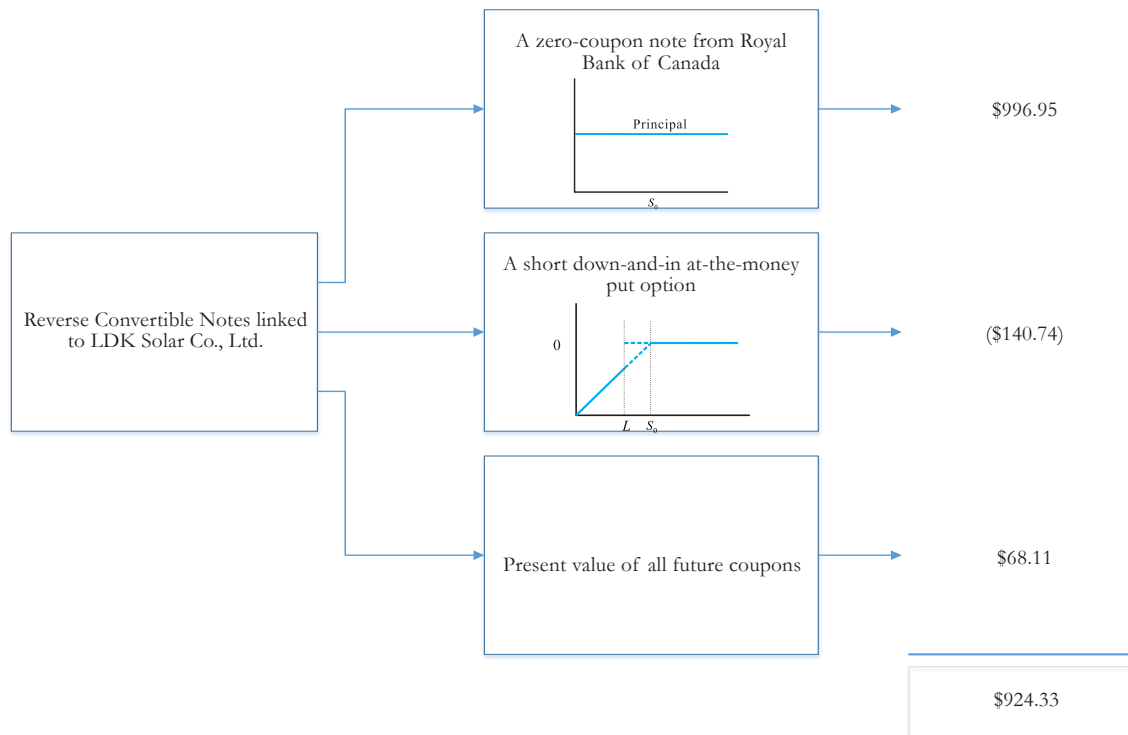 A zero-coupon note from Royal
Bank of Canada
Principal
S₀
$996.95
Reverse Convertible Notes linked
to LDK Solar Co., Ltd.
A short down-and-in at-the-money
put option
0
L S₀
($140.74)
Present value of all future coupons
$68.11
$924.33